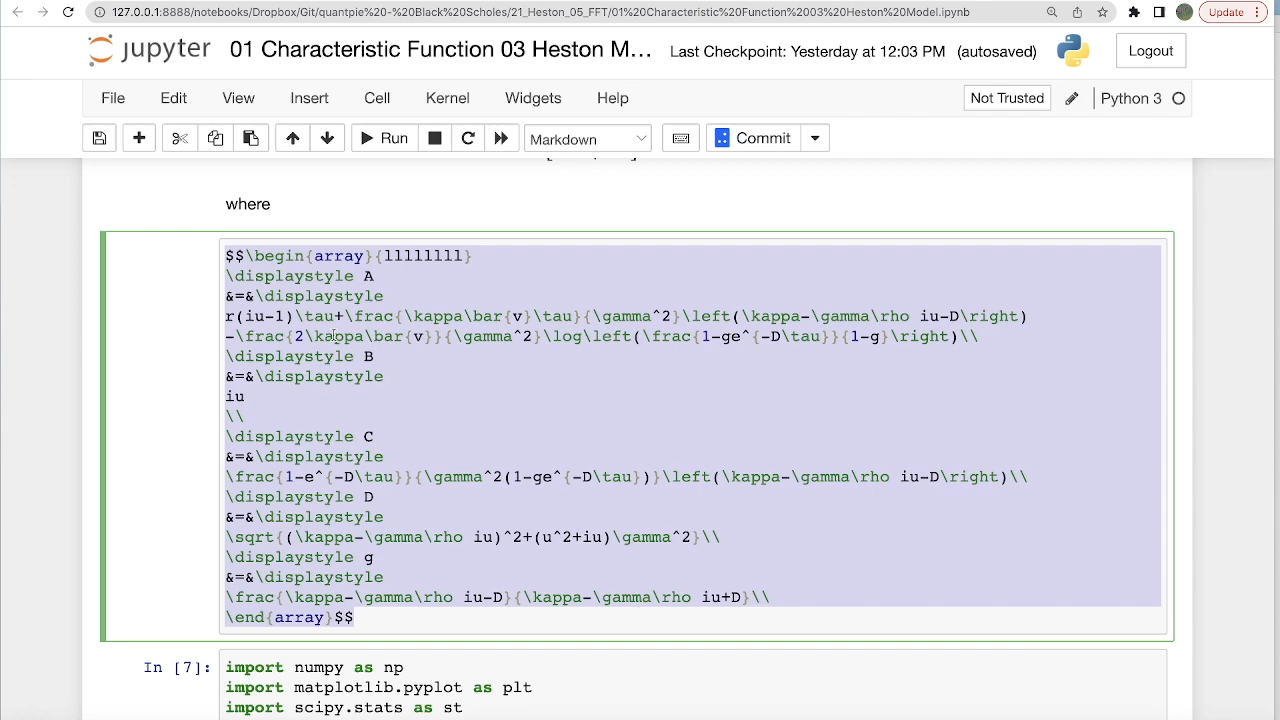 127.0.0.1:8888/notebooks/Dropbox/Git/quantpie%20-%20Black%20Scholes/21_Heston_05_FFT/01%20Characteristic%20Function%2003%20Heston%20Model.ipynb
Update
jupyter 01 Characteristic Function 03 Heston M... Last Checkpoint: Yesterday at 12:03 PM (autosaved) Logout
File Edit View Insert Cell Kernel Widgets Help Not Trusted Python 3
Run Markdown Commit
where
$$\begin{array}{llllllll}
\displaystyle A
&=&\displaystyle
r(iu-1)\tau+\frac{\kappa\bar{v}\tau}{\gamma^2}\left(\kappa-\gamma\rho iu-D\right)
-\frac{2\kappa\bar{v}}{\gamma^2}\log\left(\frac{1-ge^{-D\tau}}{1-g}\right)\\
\displaystyle B
&=&\displaystyle
iu
\\
\displaystyle C
&=&\displaystyle
\frac{1-e^{-D\tau}}{\gamma^2(1-ge^{-D\tau})}\left(\kappa-\gamma\rho iu-D\right)\\
\displaystyle D
&=&\displaystyle
\sqrt{(\kappa-\gamma\rho iu)^2+(u^2+iu)\gamma^2}\\
\displaystyle g
&=&\displaystyle
\frac{\kappa-\gamma\rho iu-D}{\kappa-\gamma\rho iu+D}\\
\end{array}$$
In [7]:
import numpy as np
import matplotlib.pyplot as plt
import scipy.stats as st